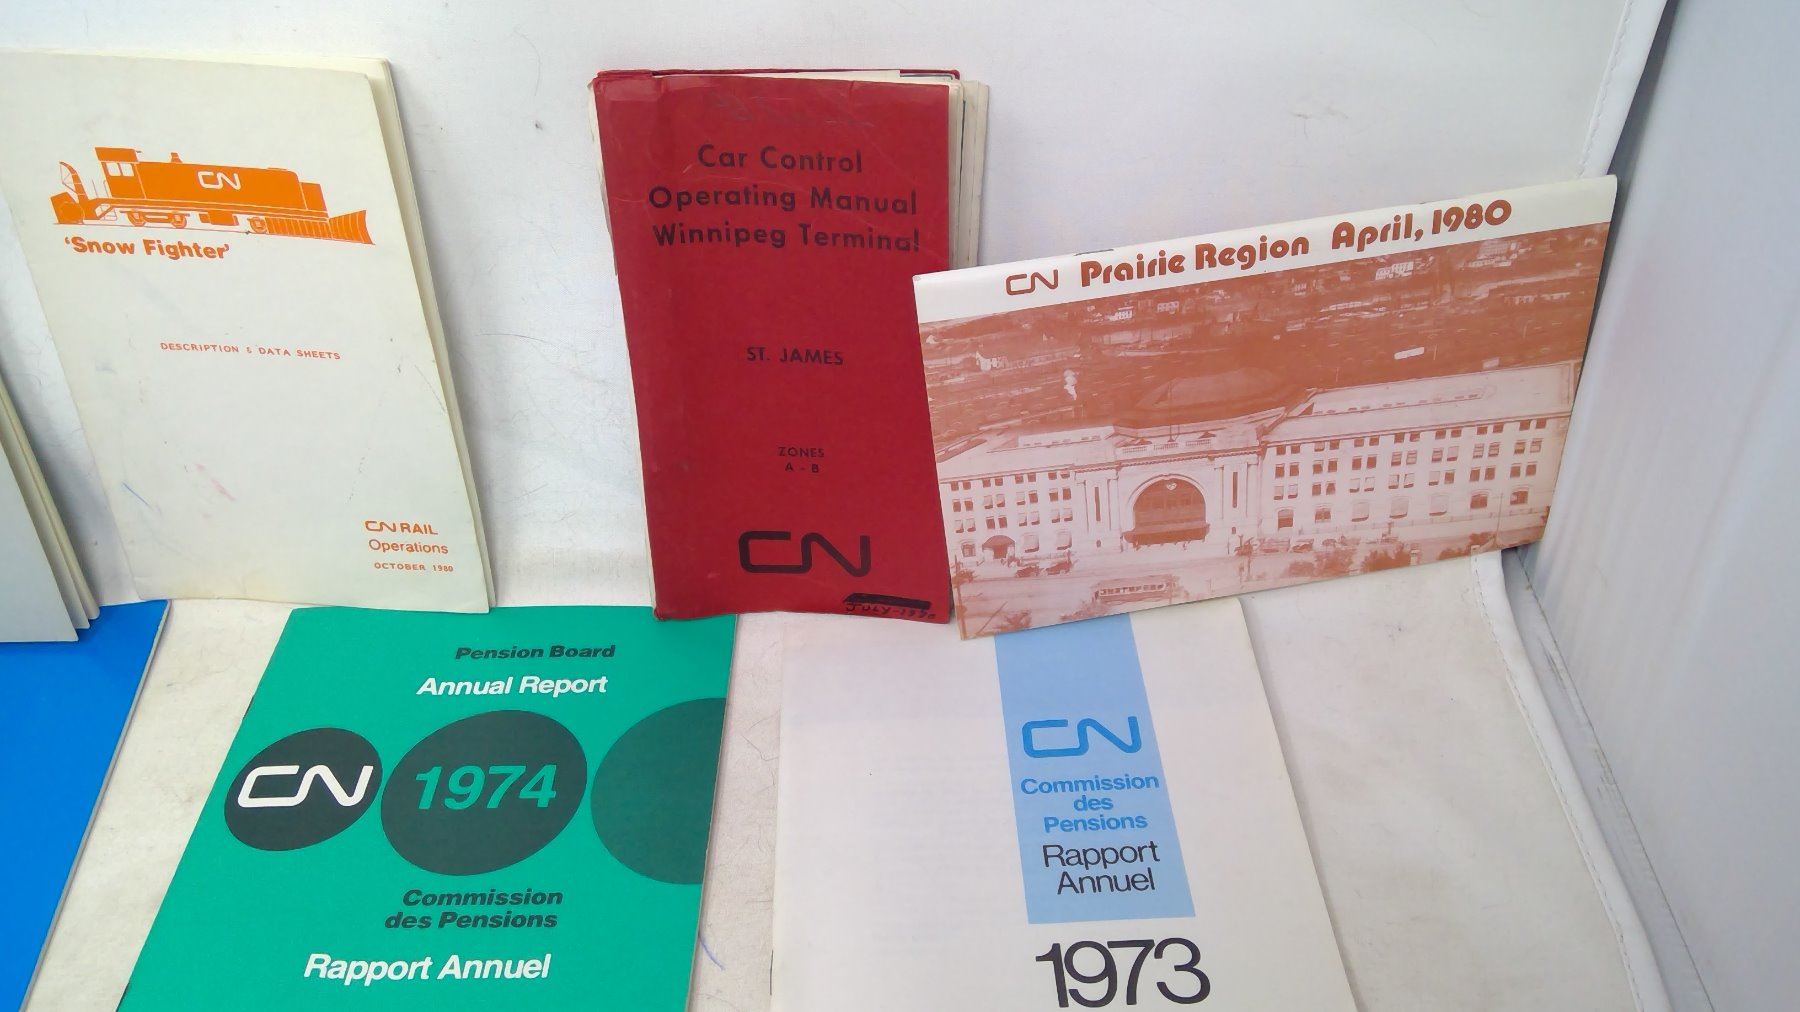 CN
'Snow Fighter'
DESCRIPTION & DATA SHEETS
CN RAIL
Operations
OCTOBER 1980
Car Control
Operating Manual
Winnipeg Terminal
ST. JAMES
ZONES
A - B
CN
CN Prairie Region April, 1980
Pension Board
Annual Report
CN 1974
Commission
des Pensions
Rapport Annuel
CN
Commission
des
Pensions
Rapport
Annuel
1973